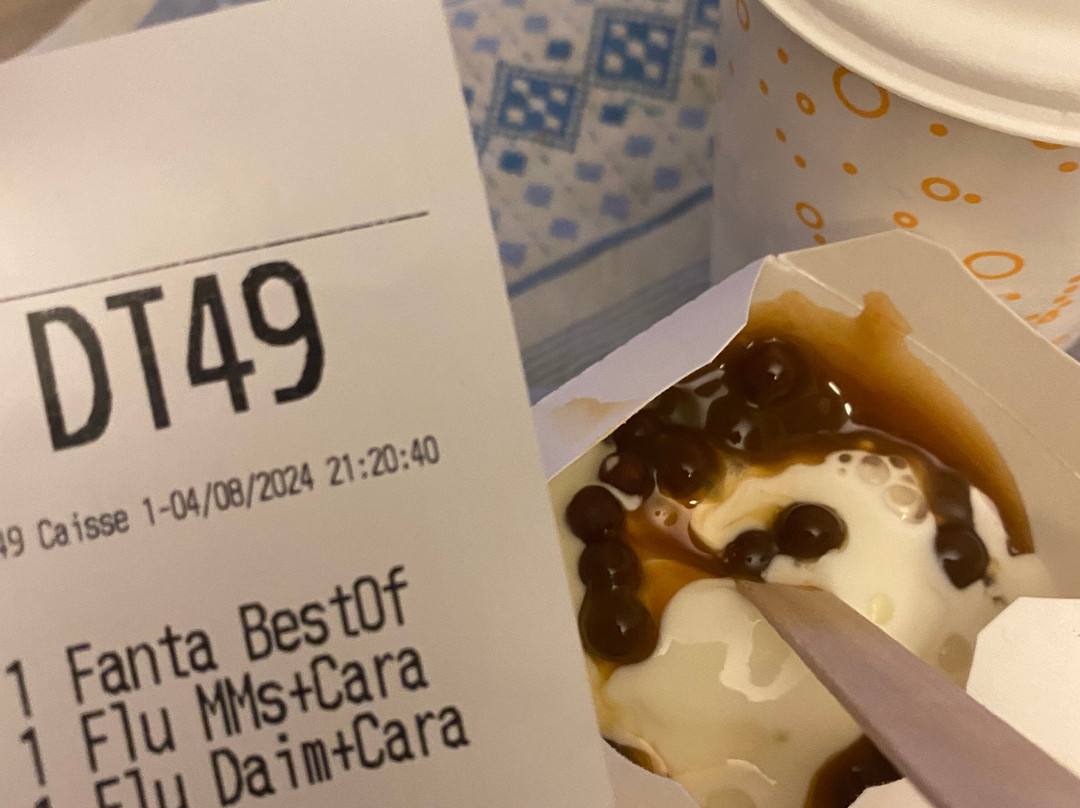 DT49
49 Caisse 1-04/08/2024 21:20:40
1 Fanta BestOf
1 Flu MMs+Cara
1 Flu Daim+Cara